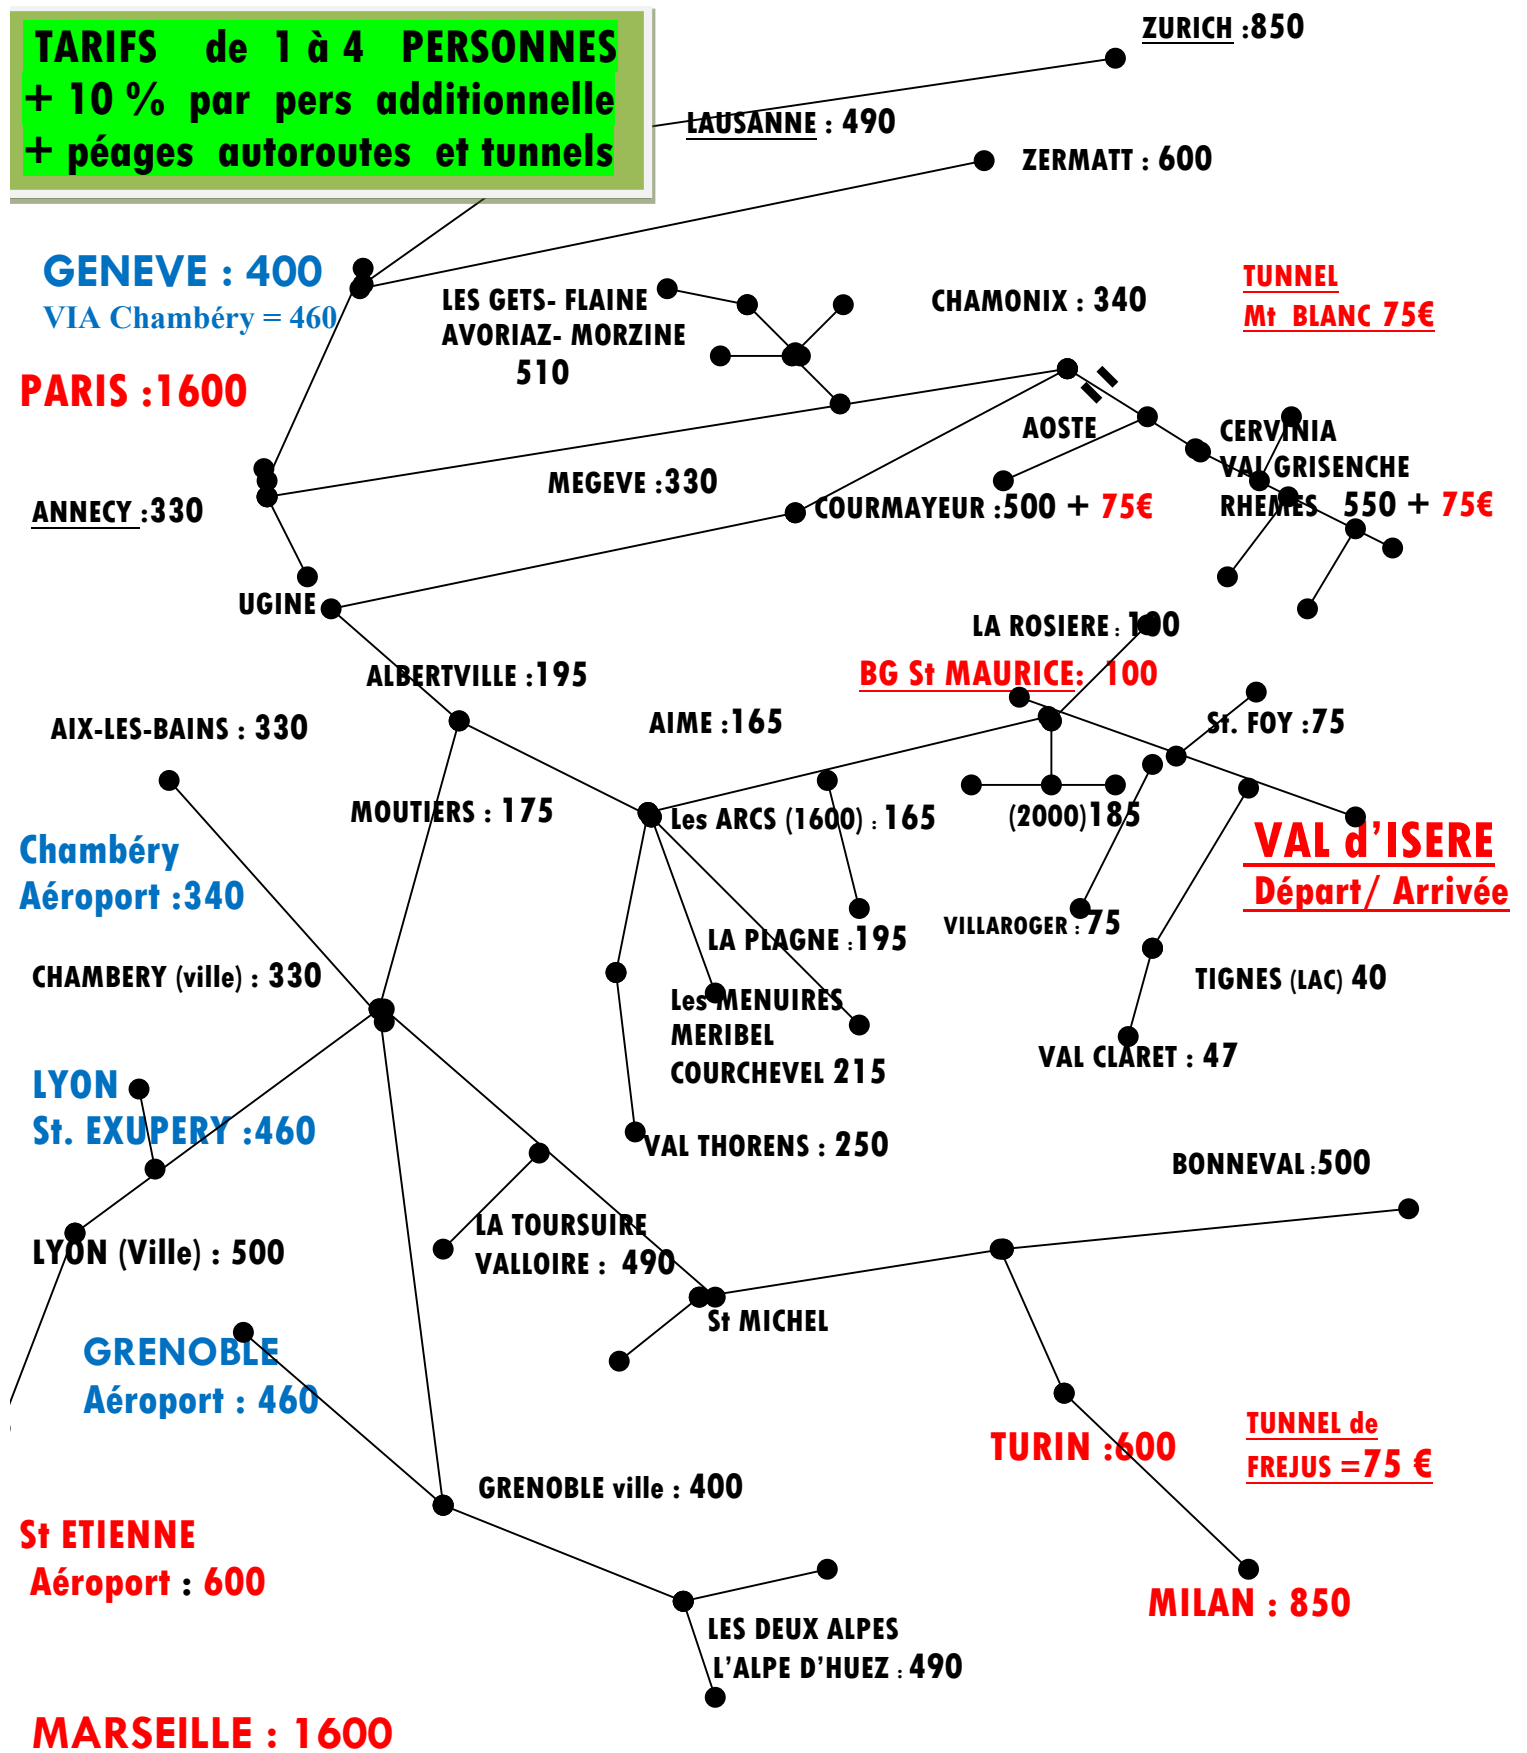 TARIFS de 1 à 4 PERSONNES
+ 10 % par pers additionnelle
+ péages autoroutes et tunnels
ZURICH :850
LAUSANNE : 490
ZERMATT : 600
GENEVE : 400
VIA Chambéry = 460
LES GETS- FLAINE
AVORIAZ- MORZINE
510
CHAMONIX : 340
TUNNEL
Mt BLANC 75€
PARIS :1600
AOSTE
CERVINIA
VAL GRISENCHE
RHEMES 550 + 75€
MEGEVE :330
COURMAYEUR :500 + 75€
ANNECY :330
UGINE
LA ROSIERE : 100
BG St MAURICE: 100
ALBERTVILLE :195
AIX-LES-BAINS : 330
AIME :165
St. FOY :75
MOUTIERS : 175
Les ARCS (1600) : 165
(2000)185
VAL d'ISERE
Départ/ Arrivée
Chambéry
Aéroport :340
LA PLAGNE :195
VILLAROGER : 75
CHAMBERY (ville) : 330
TIGNES (LAC) 40
Les MENUIRES
MERIBEL
COURCHEVEL 215
VAL CLARET : 47
LYON
St. EXUPERY :460
VAL THORENS : 250
BONNEVAL :500
LA TOURSUIRE
VALLOIRE : 490
LYON (Ville) : 500
St MICHEL
GRENOBLE
Aéroport : 460
TURIN :600
TUNNEL de
FREJUS =75 €
GRENOBLE ville : 400
St ETIENNE
Aéroport : 600
MILAN : 850
LES DEUX ALPES
L'ALPE D'HUEZ : 490
MARSEILLE : 1600